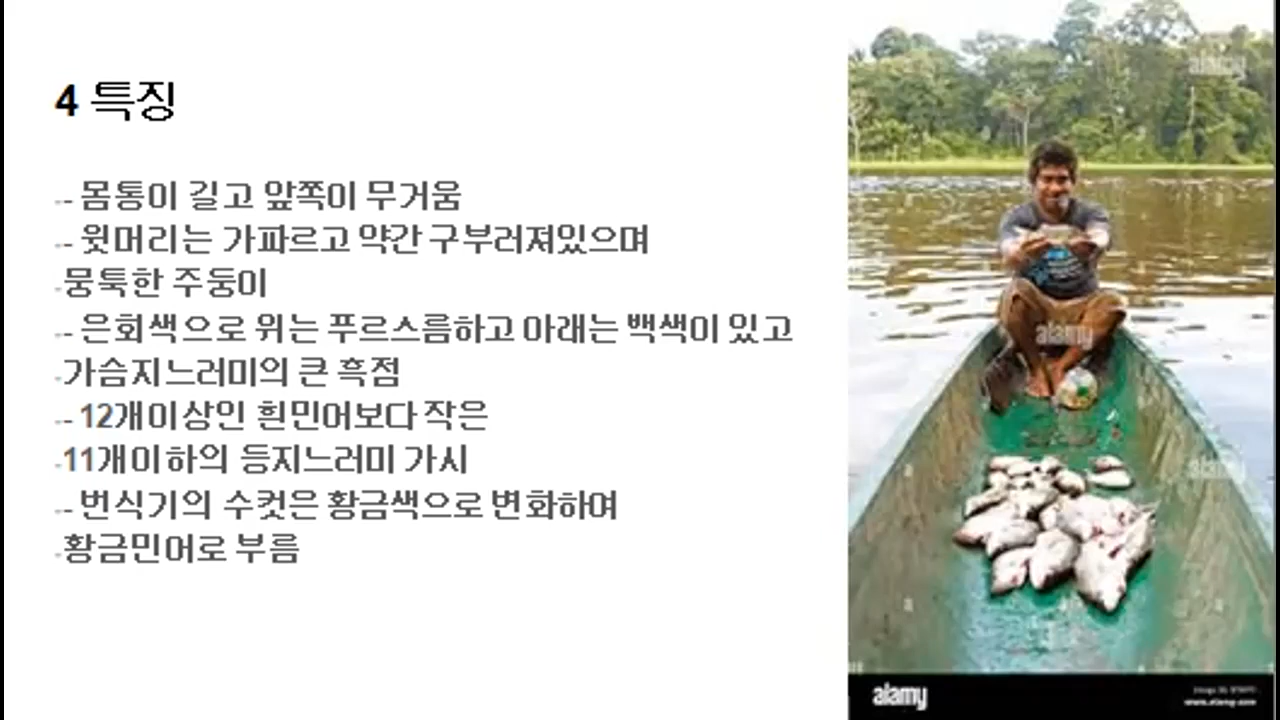 4 특징
- 몸통이 길고 앞쪽이 무거움
- 윗머리는 가파르고 약간 구부러져있으며
뭉툭한 주둥이
- 은회색으로 위는 푸르스름하고 아래는 백색이 있고
가슴지느러미의 큰 흑점
- 12개이상인 흰민어보다 작은
11개이하의 등지느러미 가시
- 번식기의 수컷은 황금색으로 변화하여
황금민어로 부름
alamy
alamy
alamy
alamy
www.alamy.com